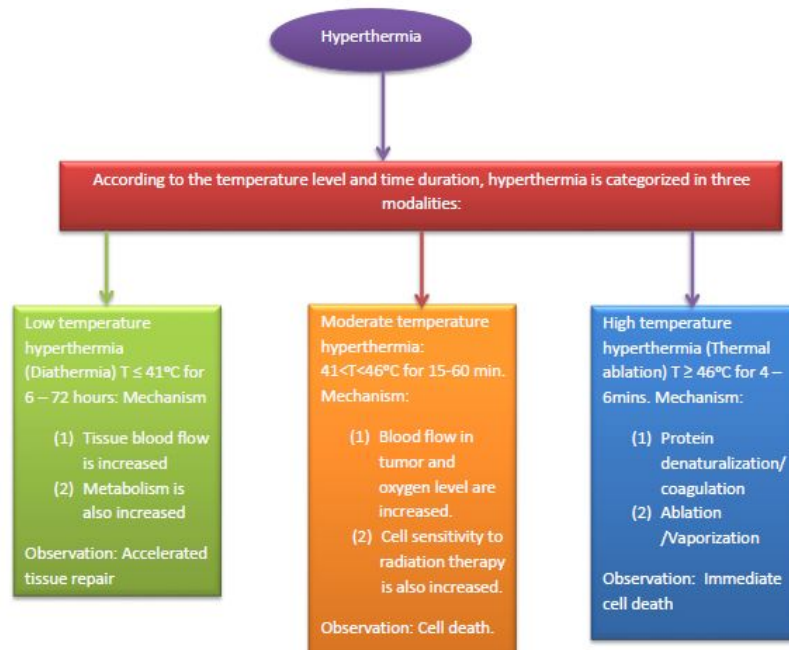 Hyperthermia
According to the temperature level and time duration, hyperthermia is categorized in three
modalities:
Low temperature
hyperthermia
(Diathermia) T ≤ 41°C for
6 – 72 hours: Mechanism
(1) Tissue blood flow
is increased
(2) Metabolism is
also increased
Observation: Accelerated
tissue repair
Moderate temperature
hyperthermia:
41<T<46°C for 15-60 min.
Mechanism:
(1) Blood flow in
tumor and
oxygen level are
increased.
(2) Cell sensitivity to
radiation therapy
is also increased.
Observation: Cell death.
High temperature
hyperthermia (Thermal
ablation) T ≥ 46°C for 4 –
6mins. Mechanism:
(1) Protein
denaturalization/
coagulation
(2) Ablation
/Vaporization
Observation: Immediate
cell death